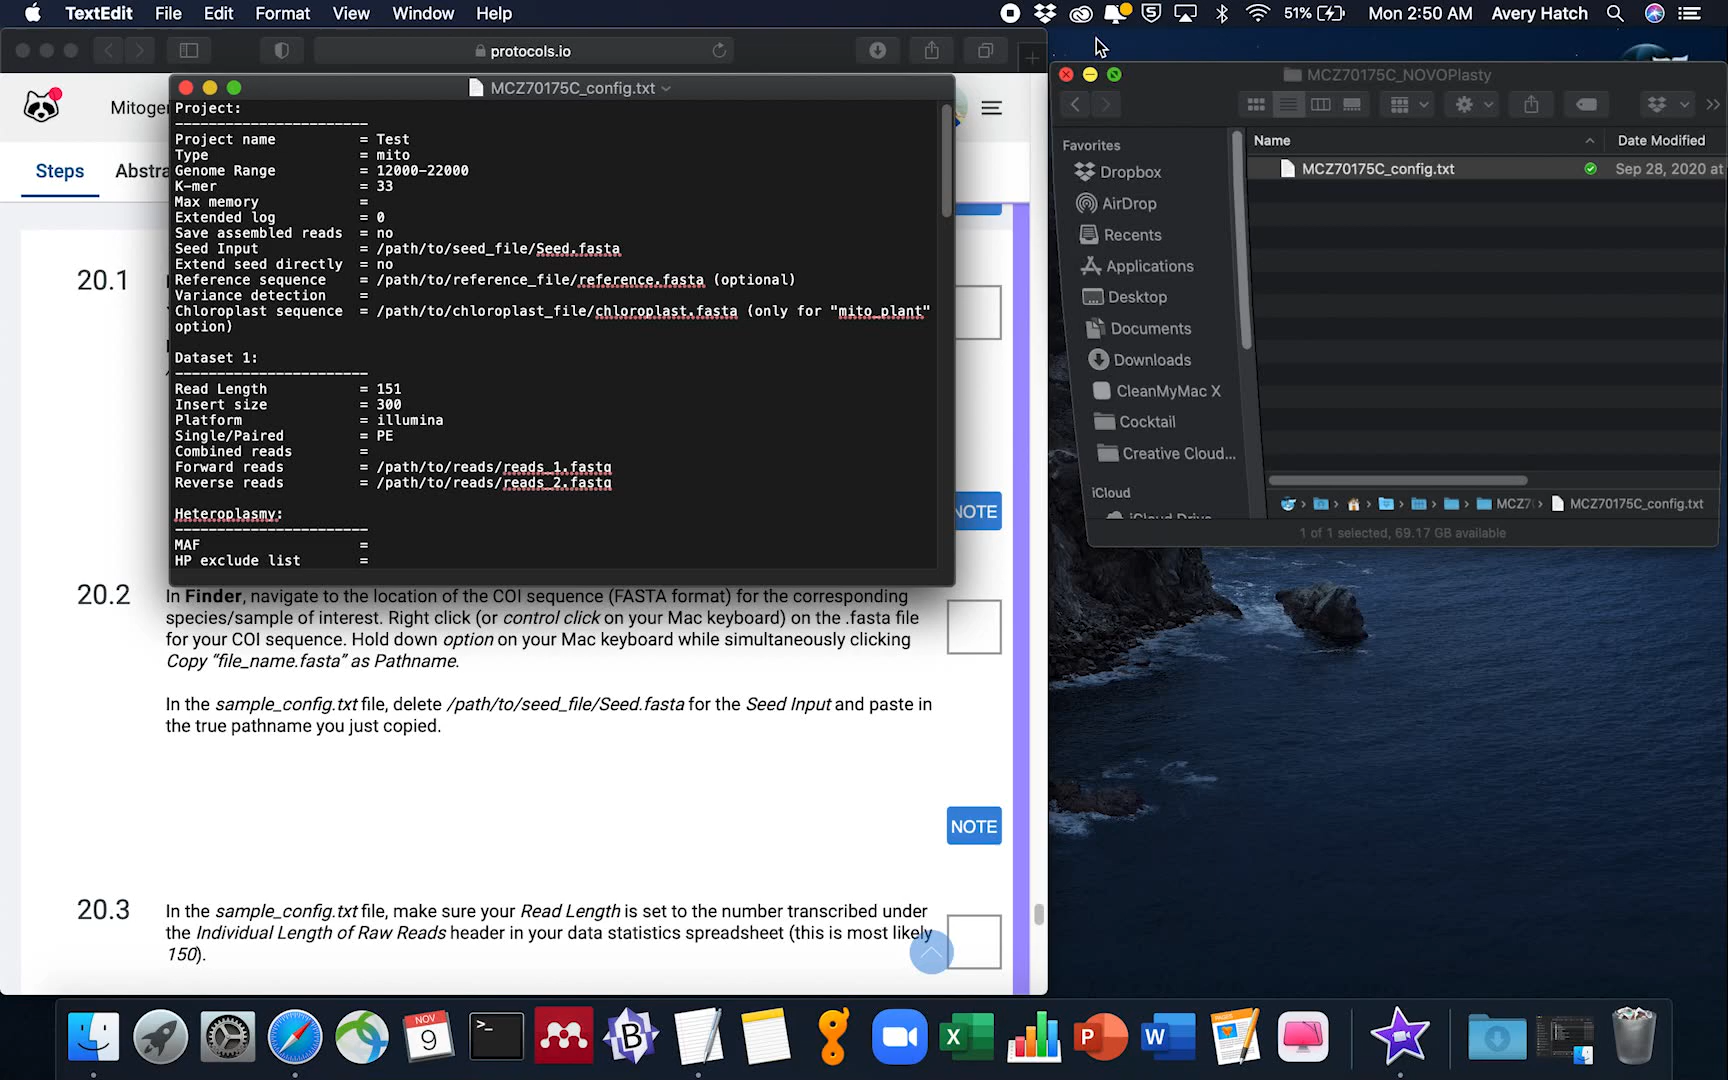 TextEdit File Edit Format View Window Help
51% Mon 2:50 AM Avery Hatch
protocols.io
Mitoge
Steps Abstra
MCZ70175C_config.txt
Project:
-----------------------
Project name = Test
Type = mito
Genome Range = 12000-22000
K-mer = 33
Max memory =
Extended log = 0
Save assembled reads = no
Seed Input = /path/to/seed_file/Seed.fasta
Extend seed directly = no
Reference sequence = /path/to/reference_file/reference.fasta (optional)
Variance detection =
Chloroplast sequence = /path/to/chloroplast_file/chloroplast.fasta (only for "mito_plant"
option)
Dataset 1:
-----------------------
Read Length = 151
Insert size = 300
Platform = illumina
Single/Paired = PE
Combined reads =
Forward reads = /path/to/reads/reads_1.fastq
Reverse reads = /path/to/reads/reads_2.fastq
Heteroplasmy:
-----------------------
MAF =
HP exclude list =
20.1
NOTE
20.2
In Finder, navigate to the location of the COI sequence (FASTA format) for the corresponding
species/sample of interest. Right click (or control click on your Mac keyboard) on the .fasta file
for your COI sequence. Hold down option on your Mac keyboard while simultaneously clicking
Copy “file_name.fasta” as Pathname.
In the sample_config.txt file, delete /path/to/seed_file/Seed.fasta for the Seed Input and paste in
the true pathname you just copied.
NOTE
20.3
In the sample_config.txt file, make sure your Read Length is set to the number transcribed under
the Individual Length of Raw Reads header in your data statistics spreadsheet (this is most likely
150).
MCZ70175C_NOVOPlasty
Favorites
Dropbox
AirDrop
Recents
Applications
Desktop
Documents
Downloads
CleanMyMac X
Cocktail
Creative Cloud...
iCloud
iCloud Drive
Name Date Modified
MCZ70175C_config.txt Sep 28, 2020 at
MCZ7 MCZ70175C_config.txt
1 of 1 selected, 69.17 GB available
NOV
9
PAGES